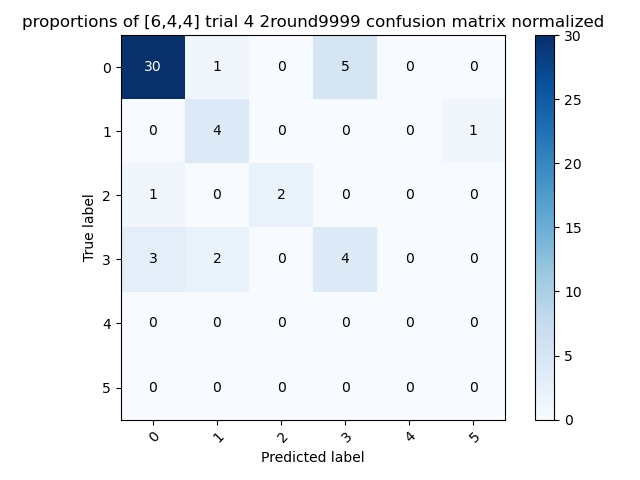 proportions of [6,4,4] trial 4 2round9999 confusion matrix normalized
0 30 1 0 5 0 0
1 0 4 0 0 0 1
2 1 0 2 0 0 0
3 3 2 0 4 0 0
4 0 0 0 0 0 0
5 0 0 0 0 0 0
0 1 2 3 4 5
True label
Predicted label
30
25
20
15
10
5
0